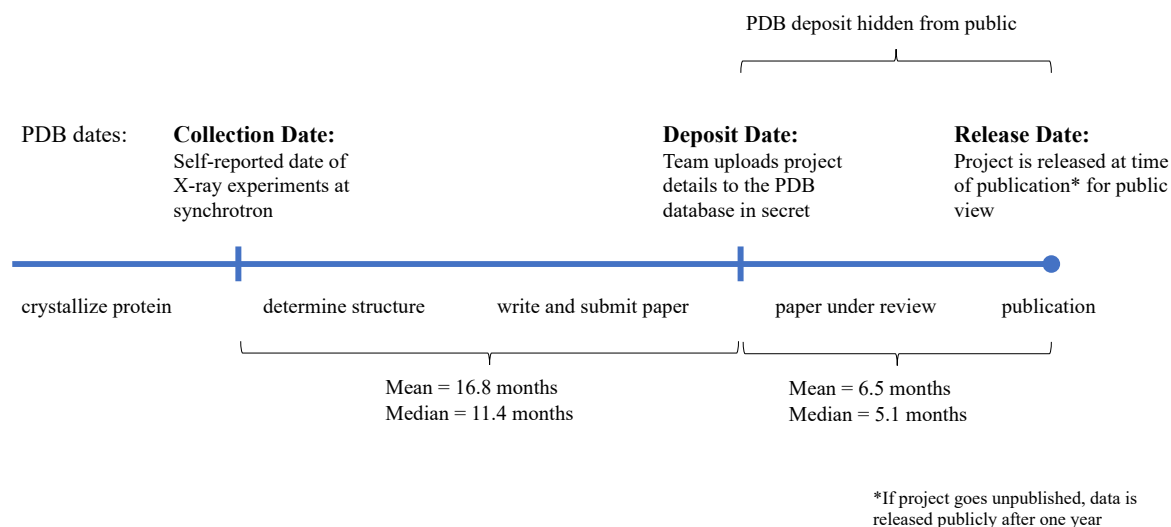 PDB deposit hidden from public
PDB dates:
Collection Date:
Self-reported date of
X-ray experiments at
synchrotron
Deposit Date:
Team uploads project
details to the PDB
database in secret
Release Date:
Project is released at time
of publication* for public
view
crystallize protein
determine structure
write and submit paper
paper under review
publication
Mean = 16.8 months
Median = 11.4 months
Mean = 6.5 months
Median = 5.1 months
*If project goes unpublished, data is
released publicly after one year